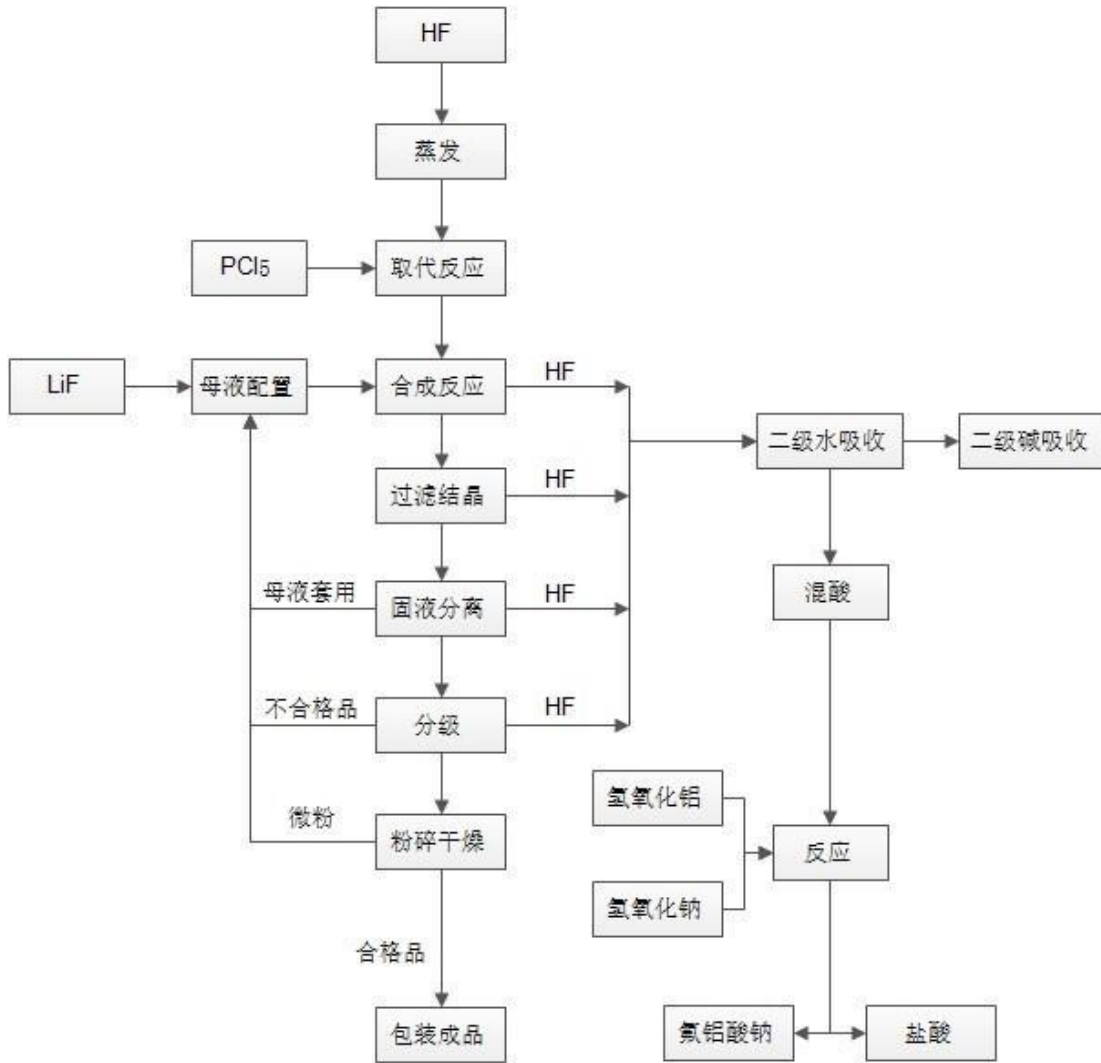 HF
蒸发
PCl5
取代反应
LiF
母液配置
合成反应
HF
二级水吸收
二级碱吸收
过滤结晶
HF
母液套用
固液分离
HF
混酸
不合格品
分级
HF
氢氧化铝
微粉
粉碎干燥
反应
氢氧化钠
合格品
包装成品
氟铝酸钠
盐酸